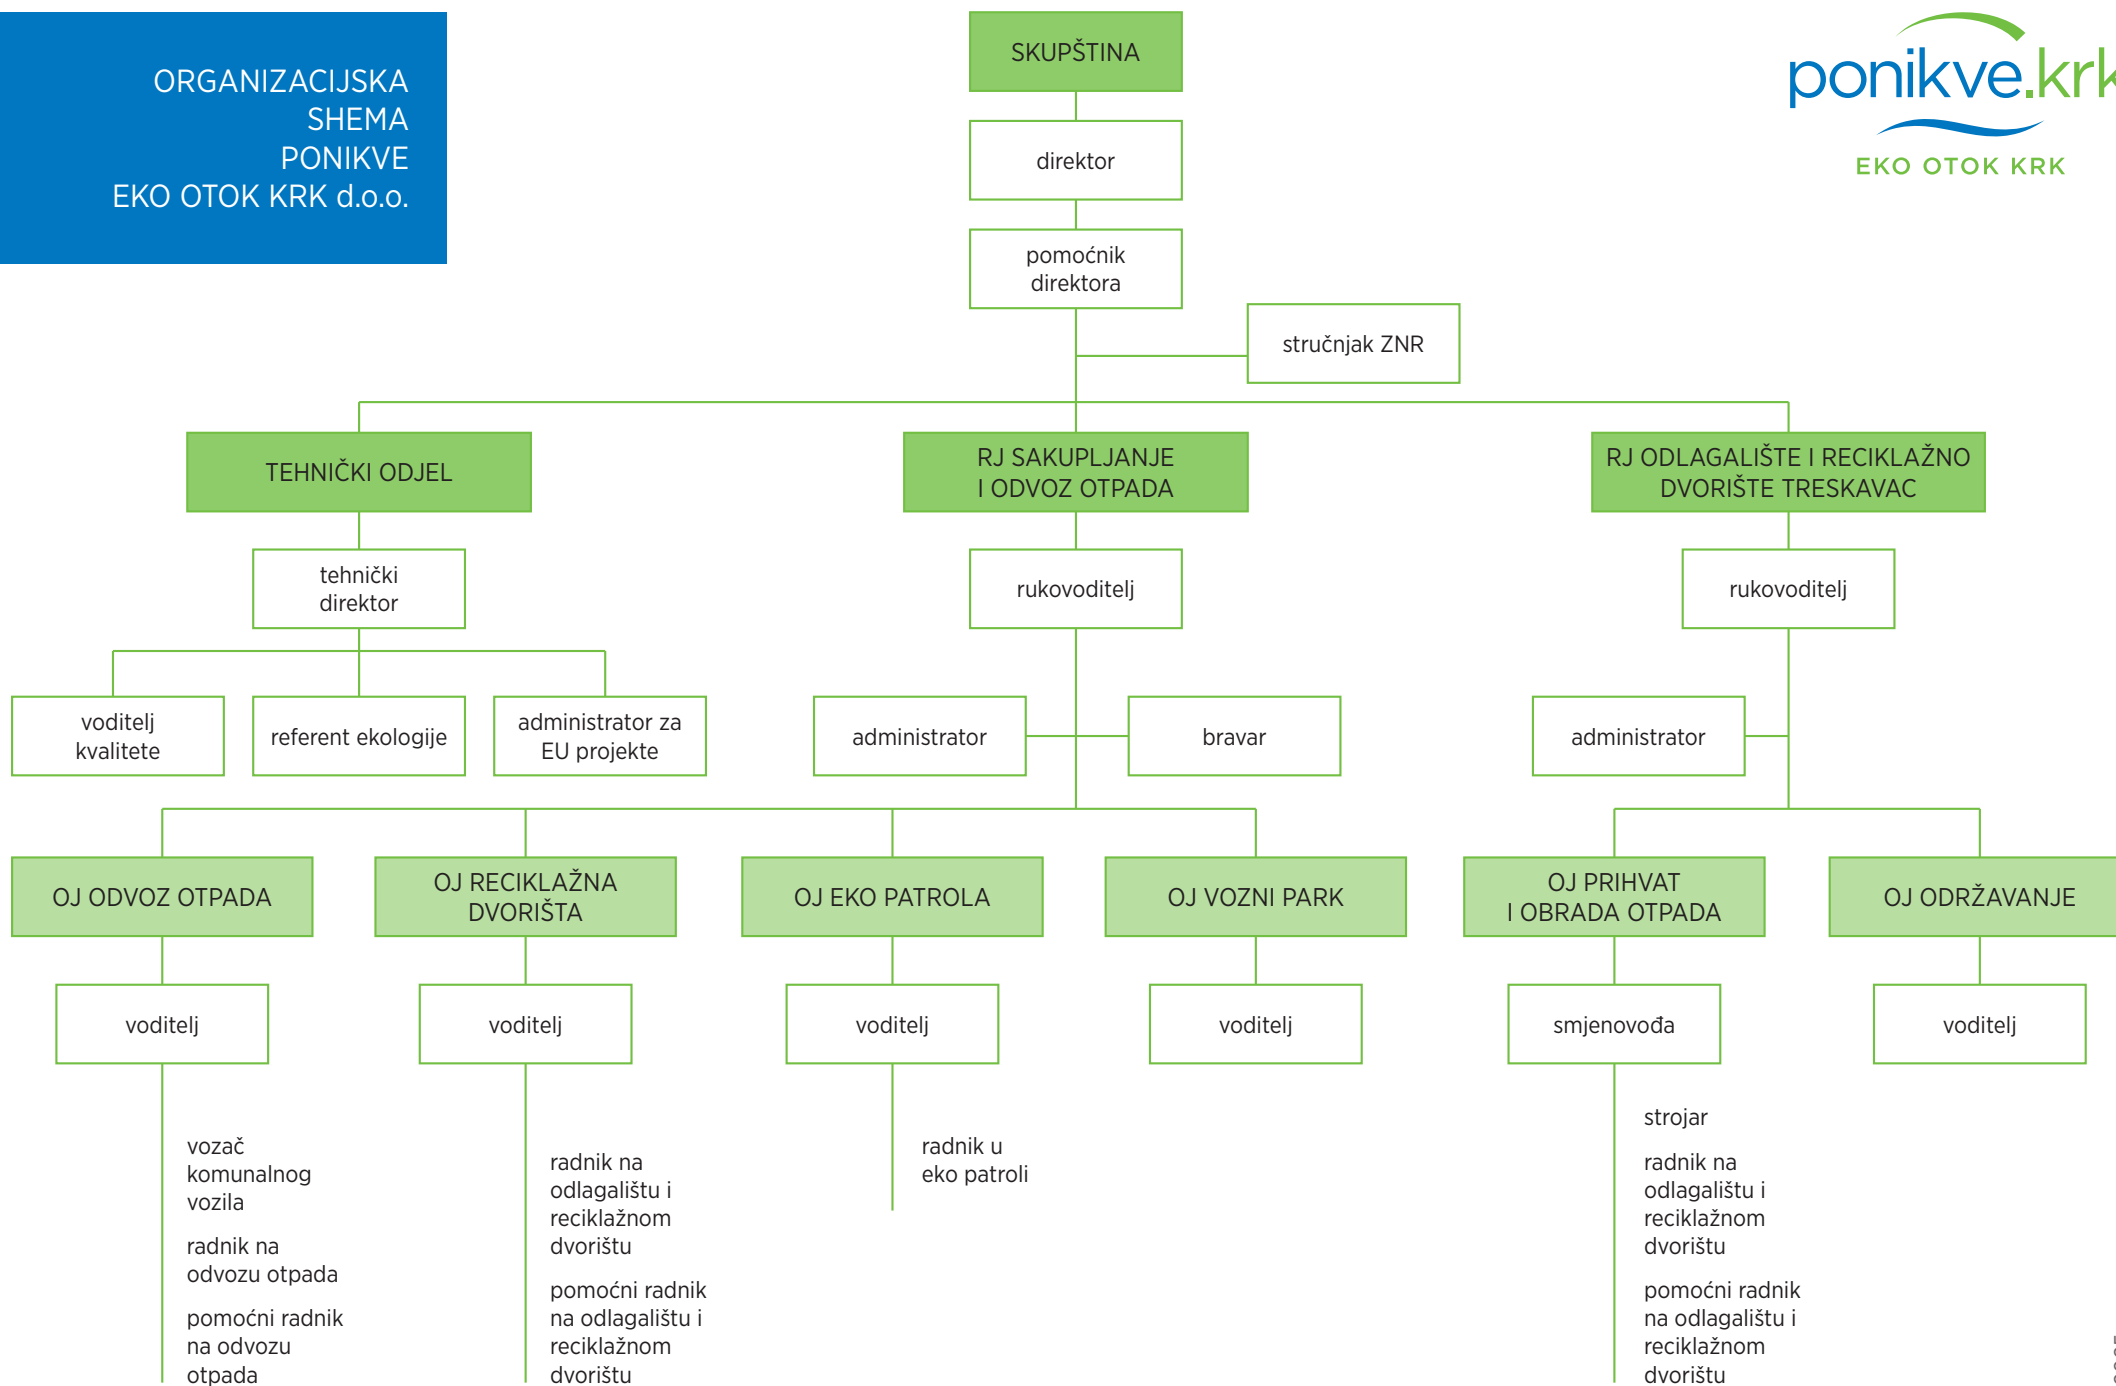 ORGANIZACIJSKA
SHEMA
PONIKVE
EKO OTOK KRK d.o.o.
ponikve.krk
EKO OTOK KRK
SKUPŠTINA
direktor
pomoćnik
direktora
stručnjak ZNR
TEHNIČKI ODJEL
RJ SAKUPLJANJE
I ODVOZ OTPADA
RJ ODLAGALIŠTE I RECIKLAŽNO
DVORIŠTE TRESKAVAC
tehnički
direktor
rukovoditelj
rukovoditelj
voditelj
kvalitete
referent ekologije
administrator za
EU projekte
administrator
bravar
administrator
OJ ODVOZ OTPADA
OJ RECIKLAŽNA
DVORIŠTA
OJ EKO PATROLA
OJ VOZNI PARK
OJ PRIHVAT
I OBRADA OTPADA
OJ ODRŽAVANJE
voditelj
voditelj
voditelj
voditelj
smjenovođa
voditelj
vozač
komunalnog
vozila
radnik na
odvozu otpada
pomoćni radnik
na odvozu
otpada
radnik na
odlagalištu i
reciklažnom
dvorištu
pomoćni radnik
na odlagalištu i
reciklažnom
dvorištu
radnik u
eko patroli
strojar
radnik na
odlagalištu i
reciklažnom
dvorištu
pomoćni radnik
na odlagalištu i
reciklažnom
dvorištu